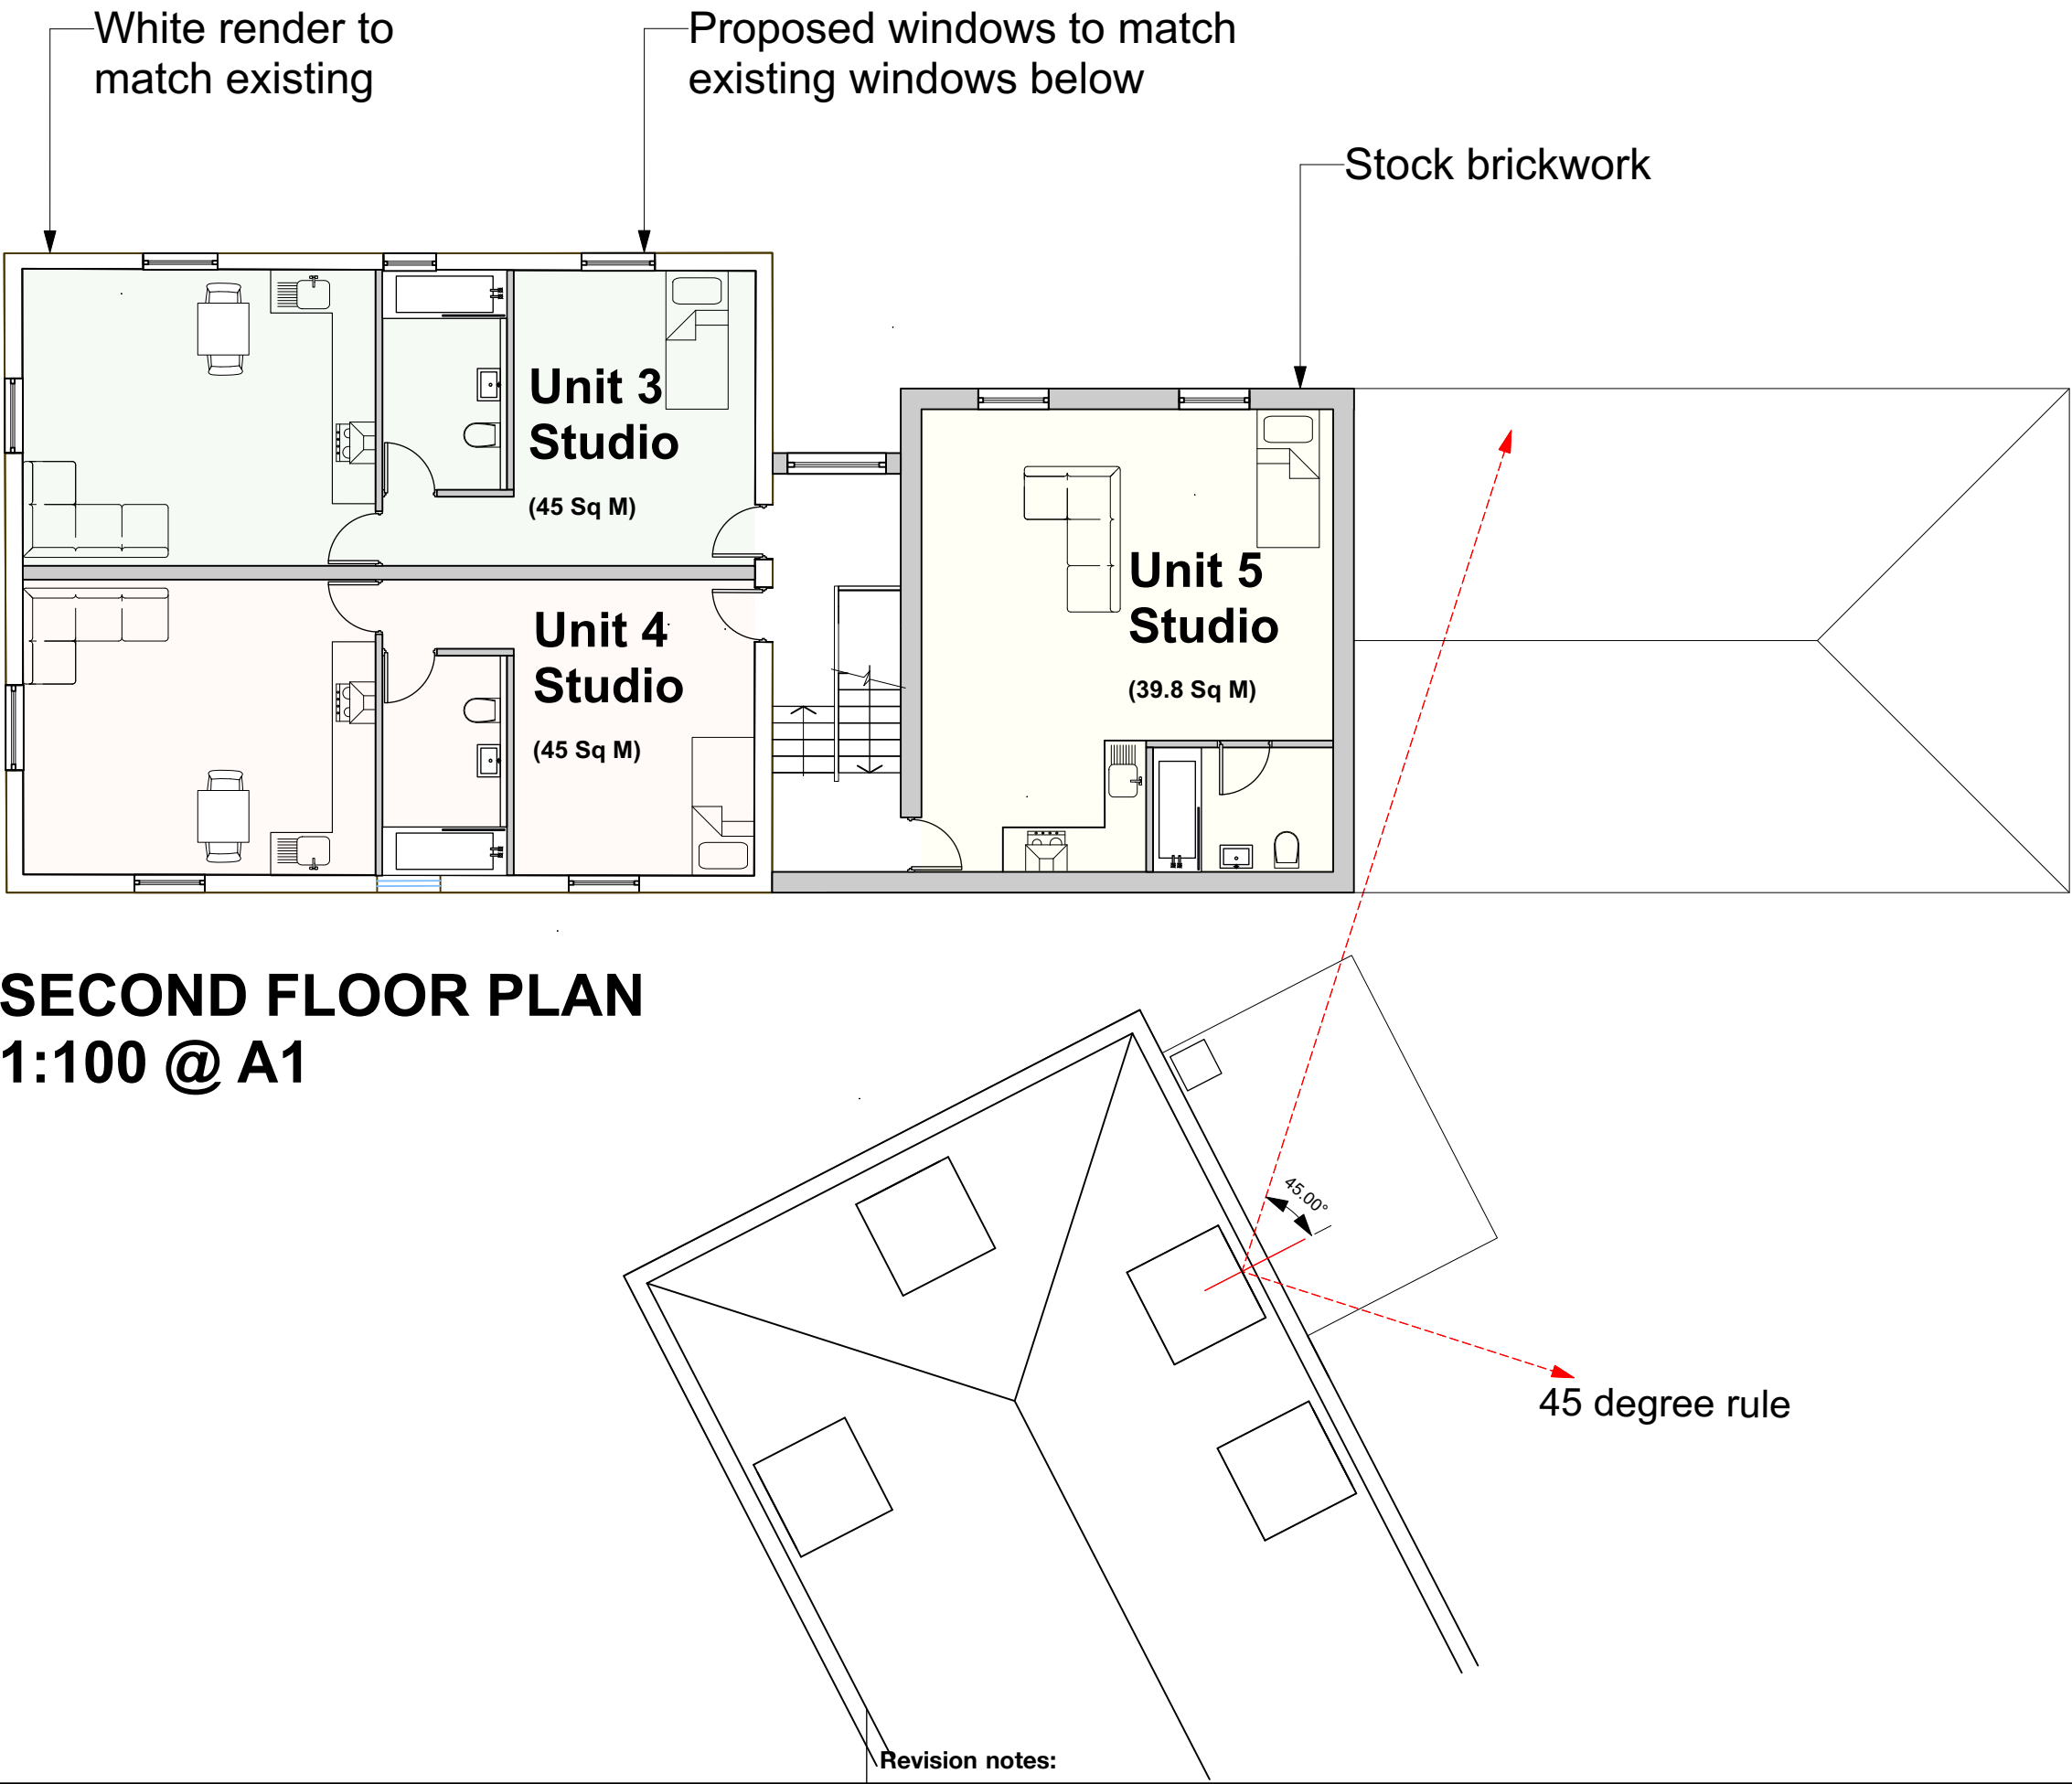 White render to
match existing
Proposed windows to match
existing windows below
Stock brickwork
Unit 3
Studio
(45 Sq M)
Unit 4
Studio
(45 Sq M)
Unit 5
Studio
(39.8 Sq M)
SECOND FLOOR PLAN
1:100 @ A1
45.00°
45 degree rule
Revision notes: